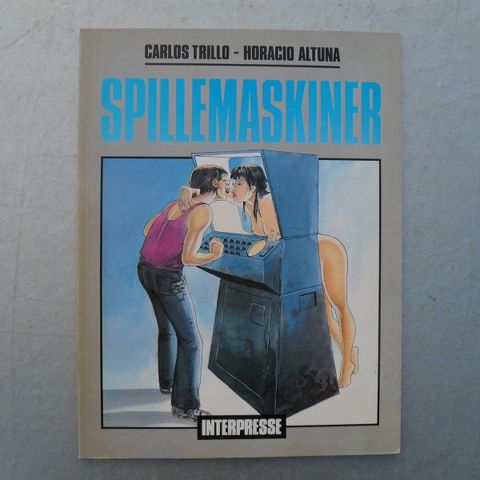 CARLOS TRILLO - HORACIO ALTUNA
SPILLEMASKINER
INTERPRESSE